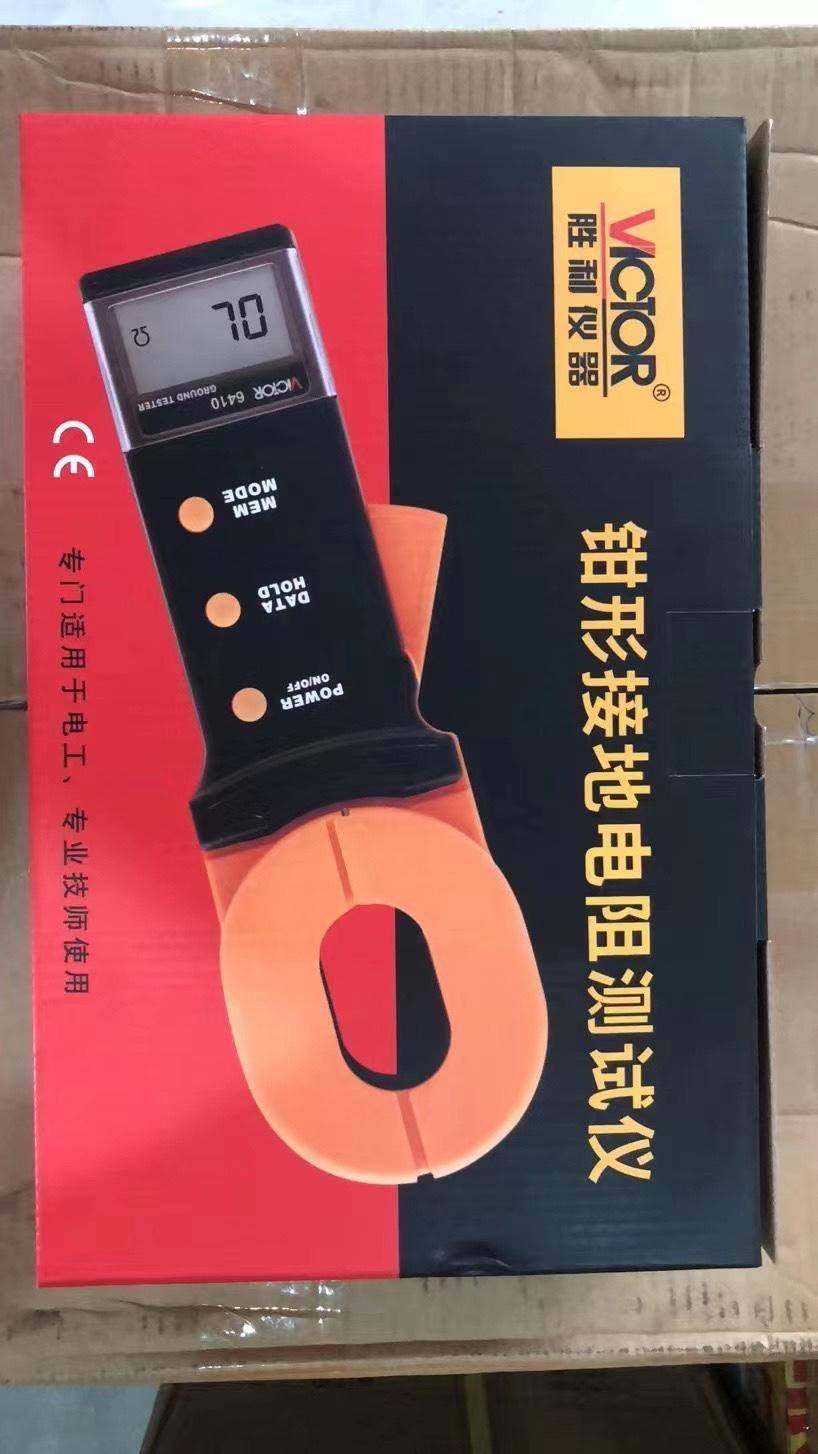 VICTOR®
胜利仪器
钳形接地电阻测试仪
OL
Ω
VICTOR 6410
GROUND TESTER
MEM
MODE
DATA
HOLD
POWER
ON/OFF
CE
专门适用于电工、专业技师使用